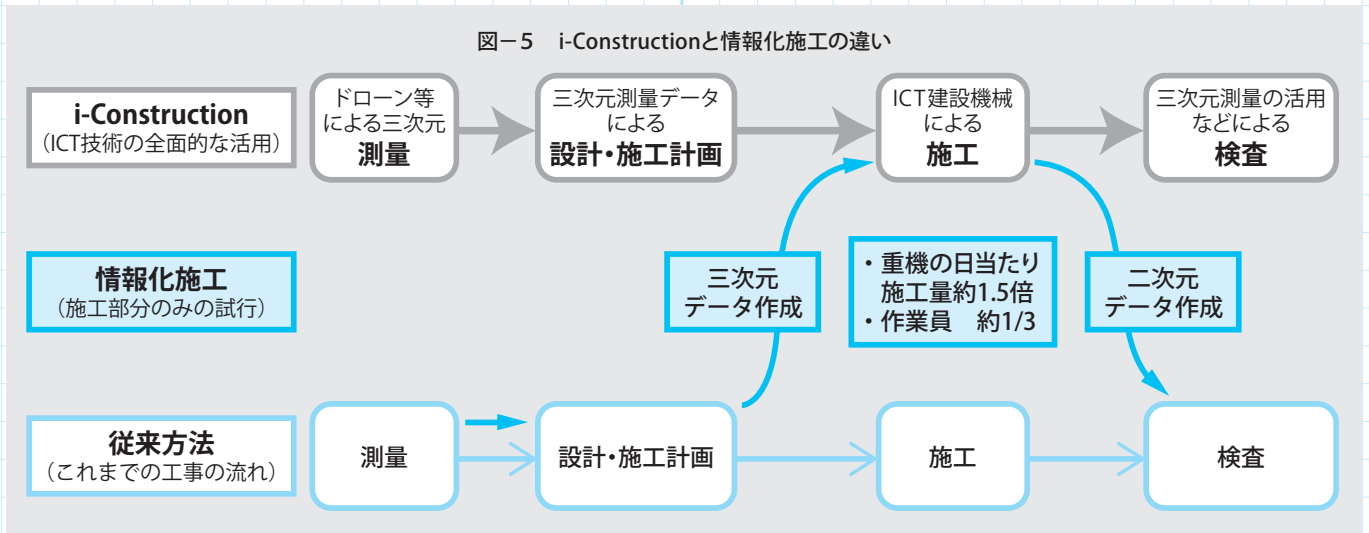 図－5 i-Constructionと情報化施工の違い
i-Construction
（ICT技術の全面的な活用）
ドローン等
による三次元
測量
三次元測量データ
による
設計・施工計画
ICT建設機械
による
施工
三次元測量の活用
などによる
検査
情報化施工
（施工部分のみの試行）
三次元
データ作成
・重機の日当たり
施工量約1.5倍
・作業員　約1/3
二次元
データ作成
従来方法
（これまでの工事の流れ）
測量
設計・施工計画
施工
検査